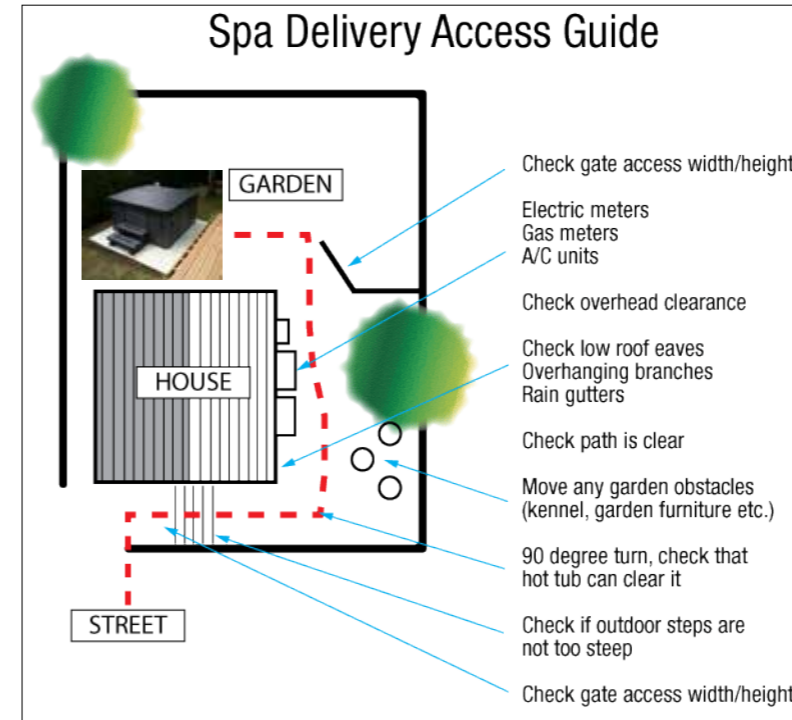 Spa Delivery Access Guide
GARDEN
HOUSE
STREET
Check gate access width/height
Electric meters
Gas meters
A/C units
Check overhead clearance
Check low roof eaves
Overhanging branches
Rain gutters
Check path is clear
Move any garden obstacles
(kennel, garden furniture etc.)
90 degree turn, check that
hot tub can clear it
Check if outdoor steps are
not too steep
Check gate access width/height